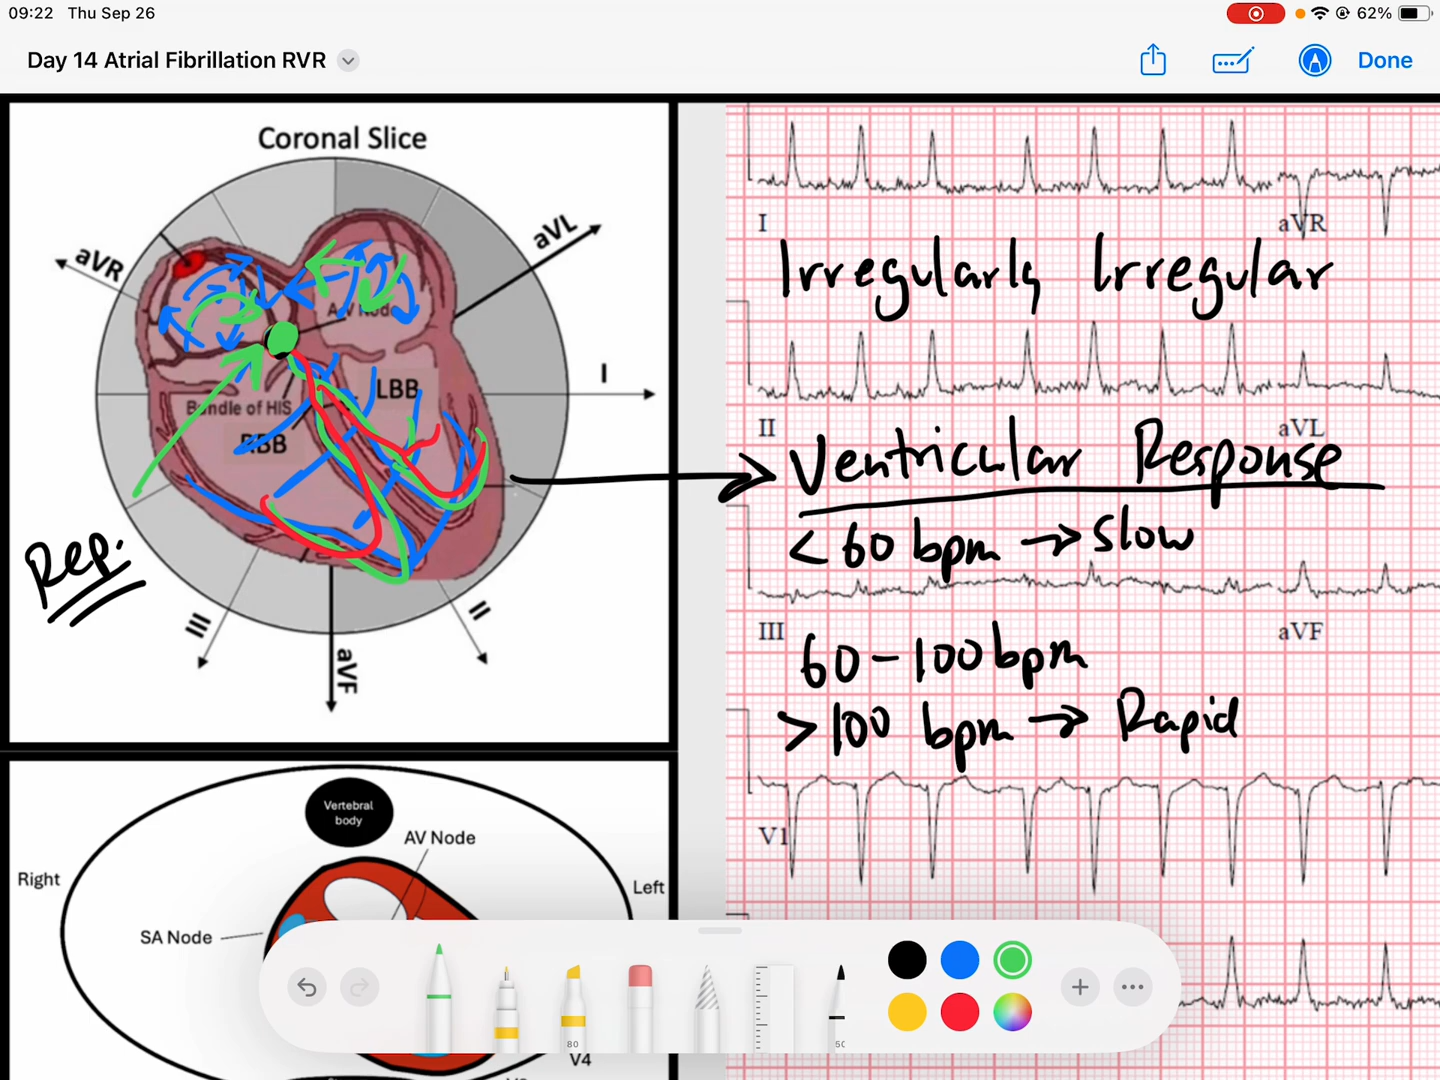 09:22 Thu Sep 26
62%
Day 14 Atrial Fibrillation RVR
Done
Coronal Slice
aVR
aVL
AV Node
I
LBB
Bundle of HIS
RBB
Rep.
III
aVF
II
I
aVR
Irregularly Irregular
II
aVL
Ventricular Response
< 60 bpm → Slow
III
aVF
60-100 bpm
> 100 bpm → Rapid
V1
Vertebral
body
AV Node
Right
Left
SA Node
80
50
V4